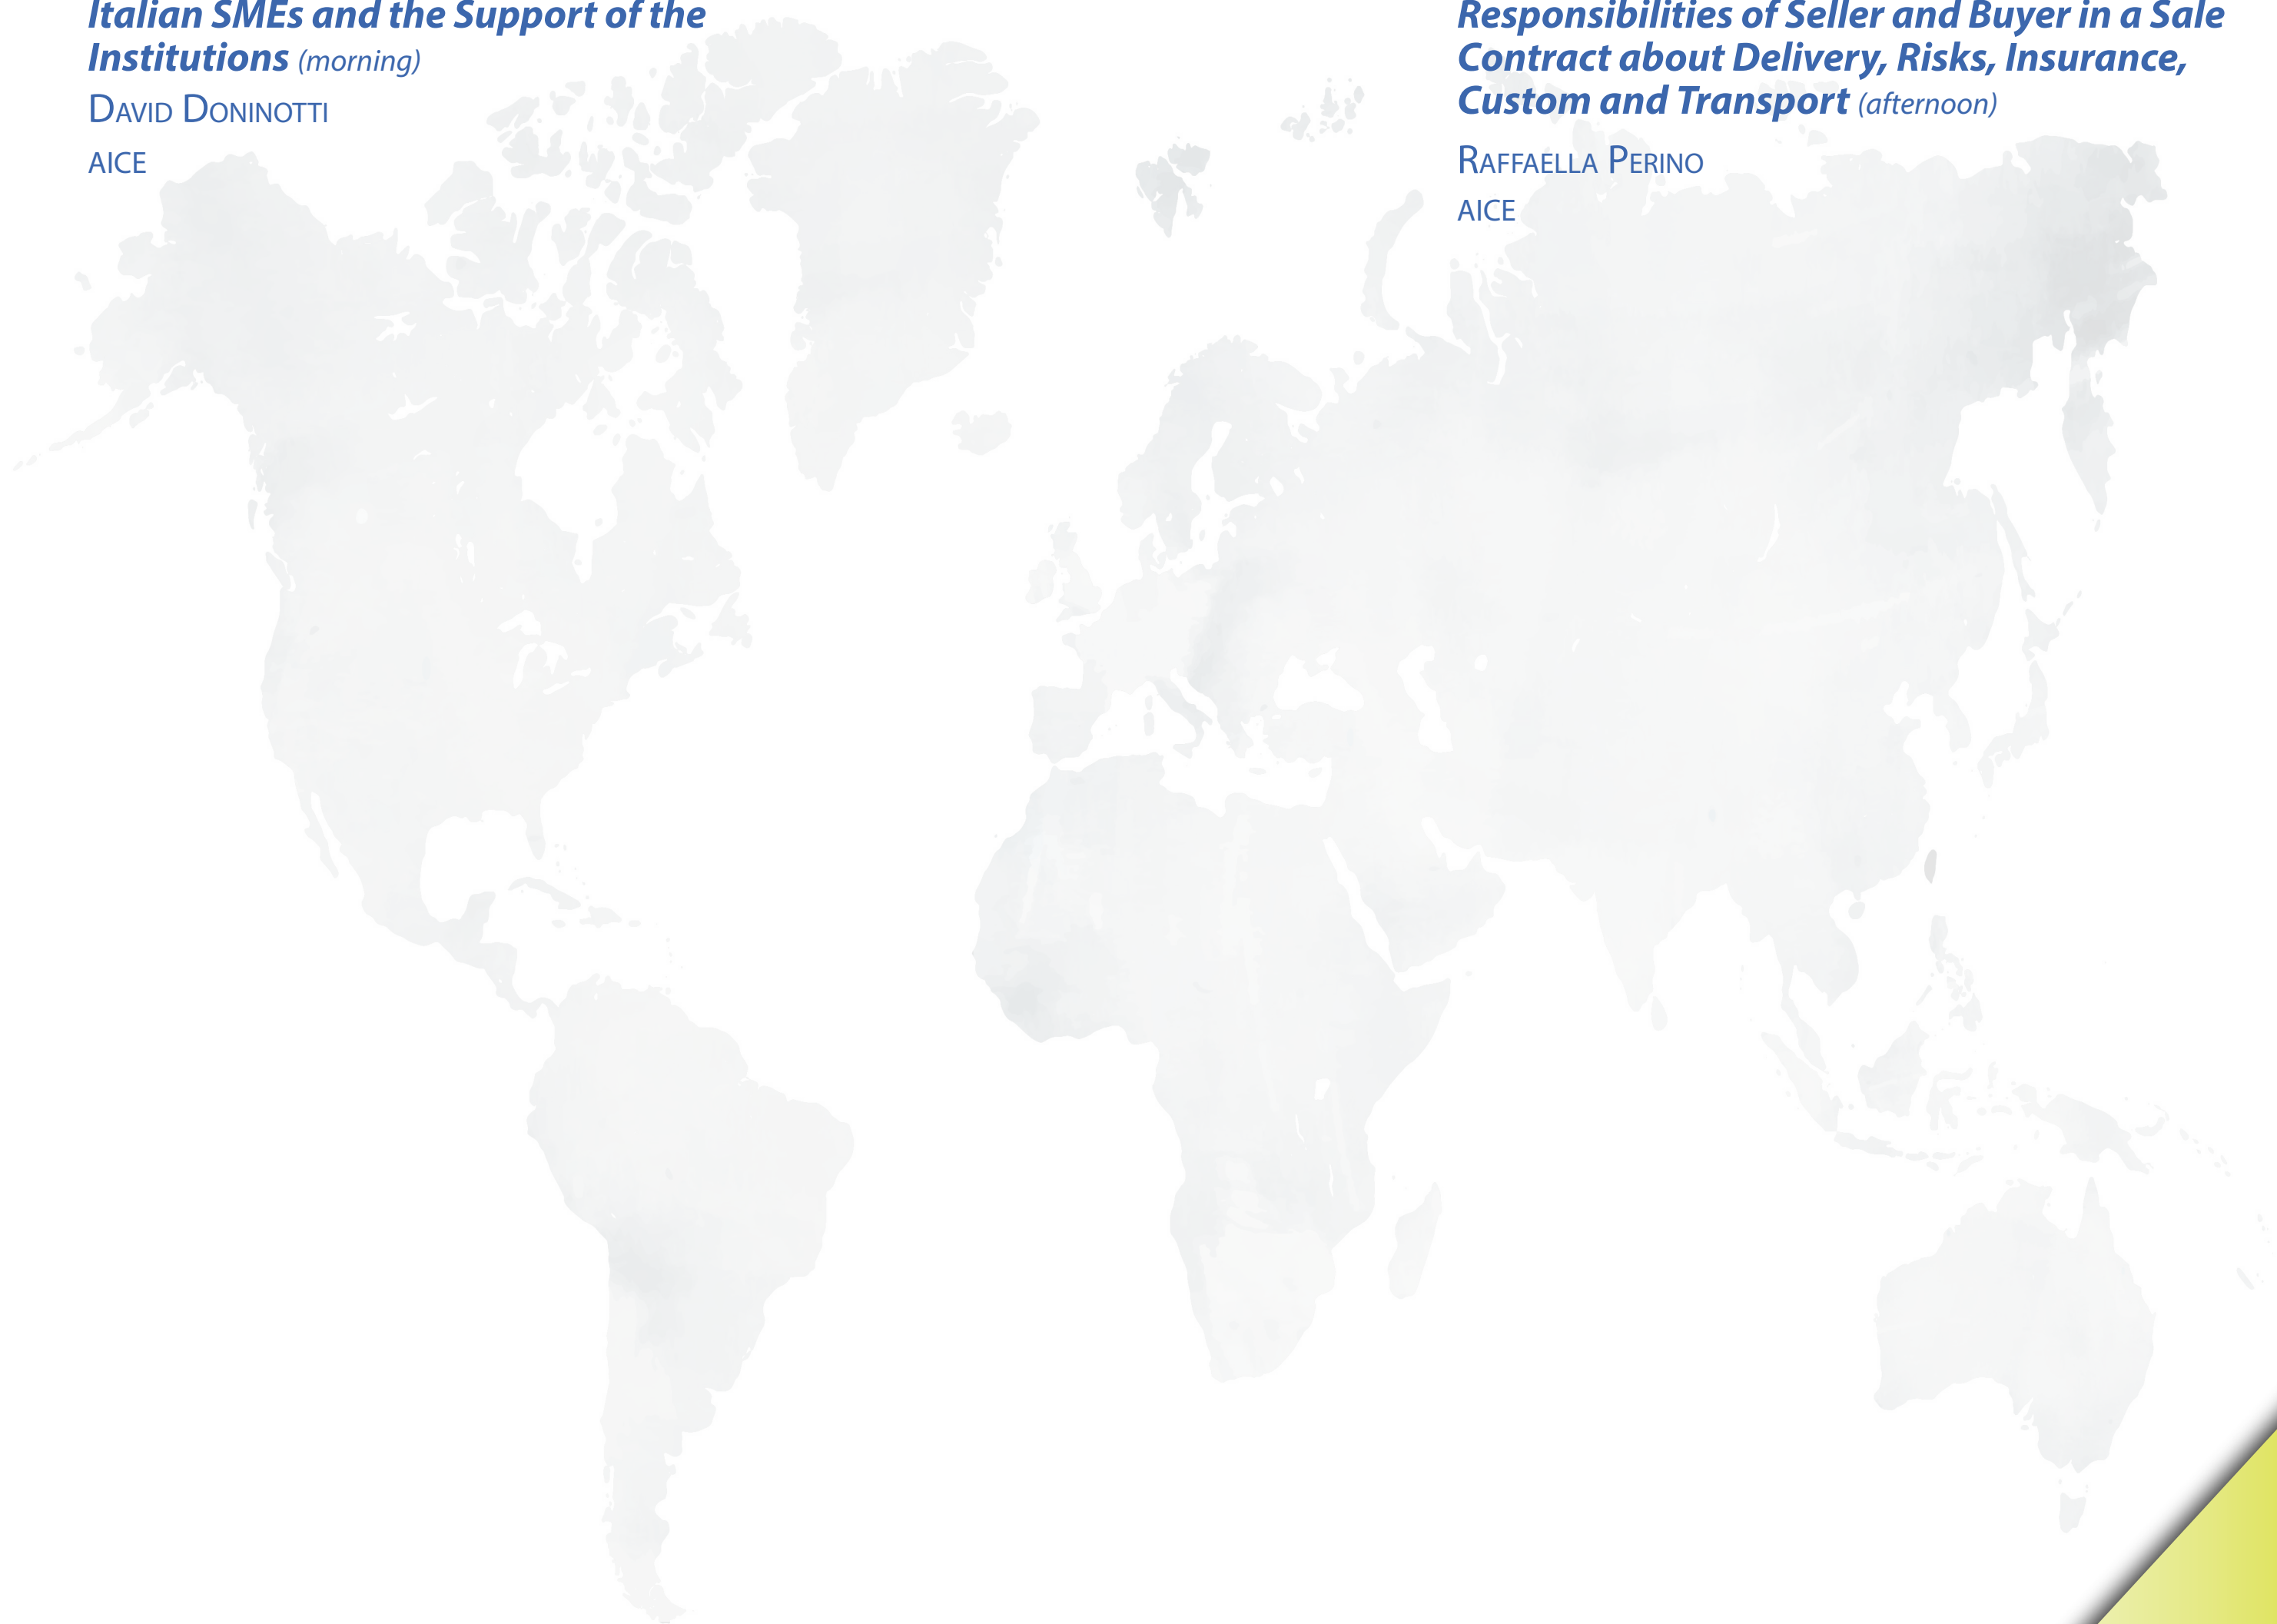 Italian SMEs and the Support of the
Institutions (morning)
David Doninotti
AICE
Responsibilities of Seller and Buyer in a Sale
Contract about Delivery, Risks, Insurance,
Custom and Transport (afternoon)
Raffaella Perino
AICE